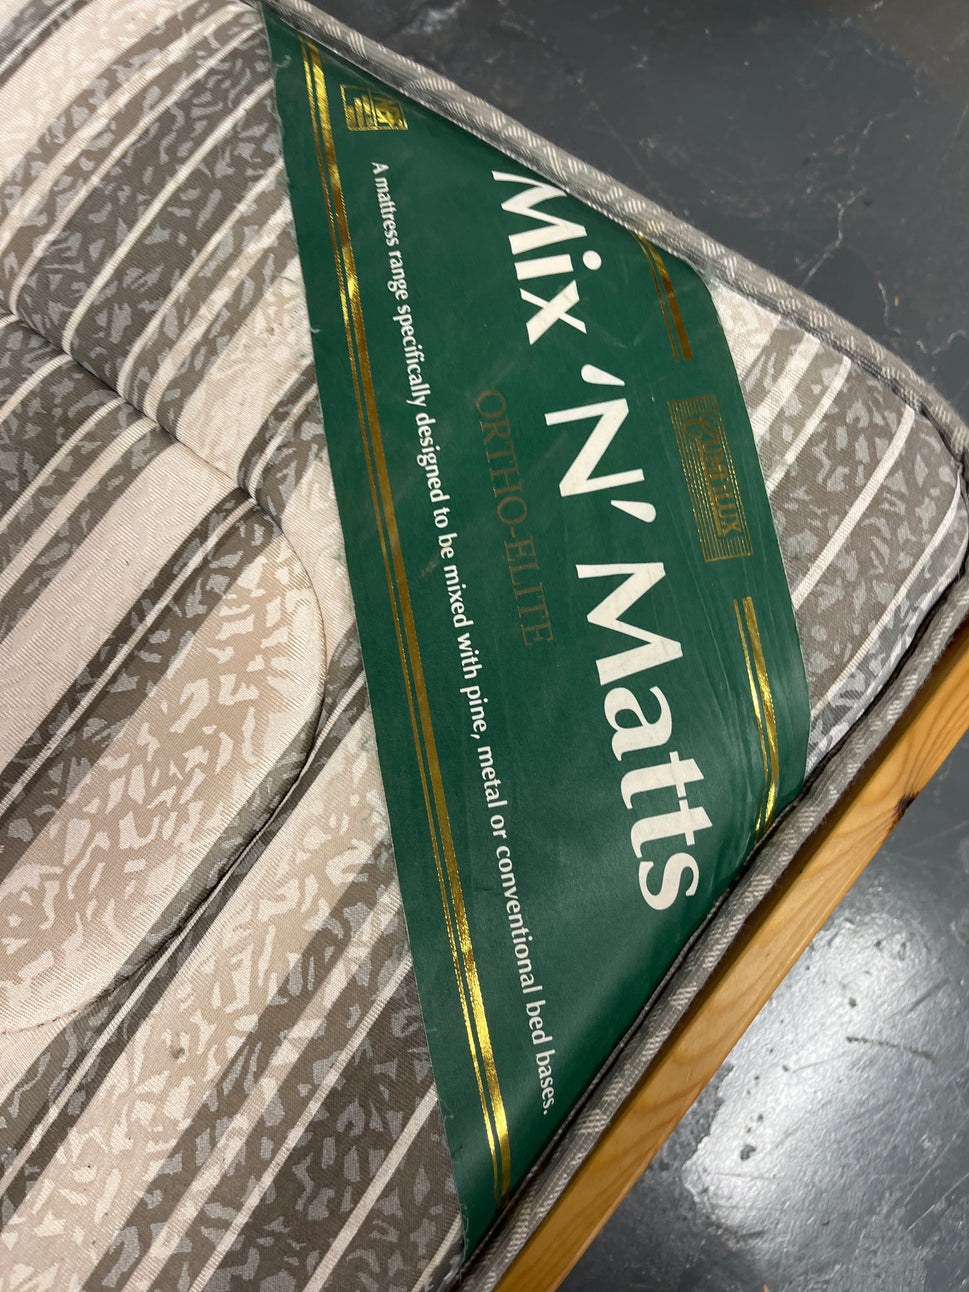 Mix 'N' Matts
ORTHO-ELITE
A mattress range specifically designed to be mixed with pine, metal or conventional bed bases.